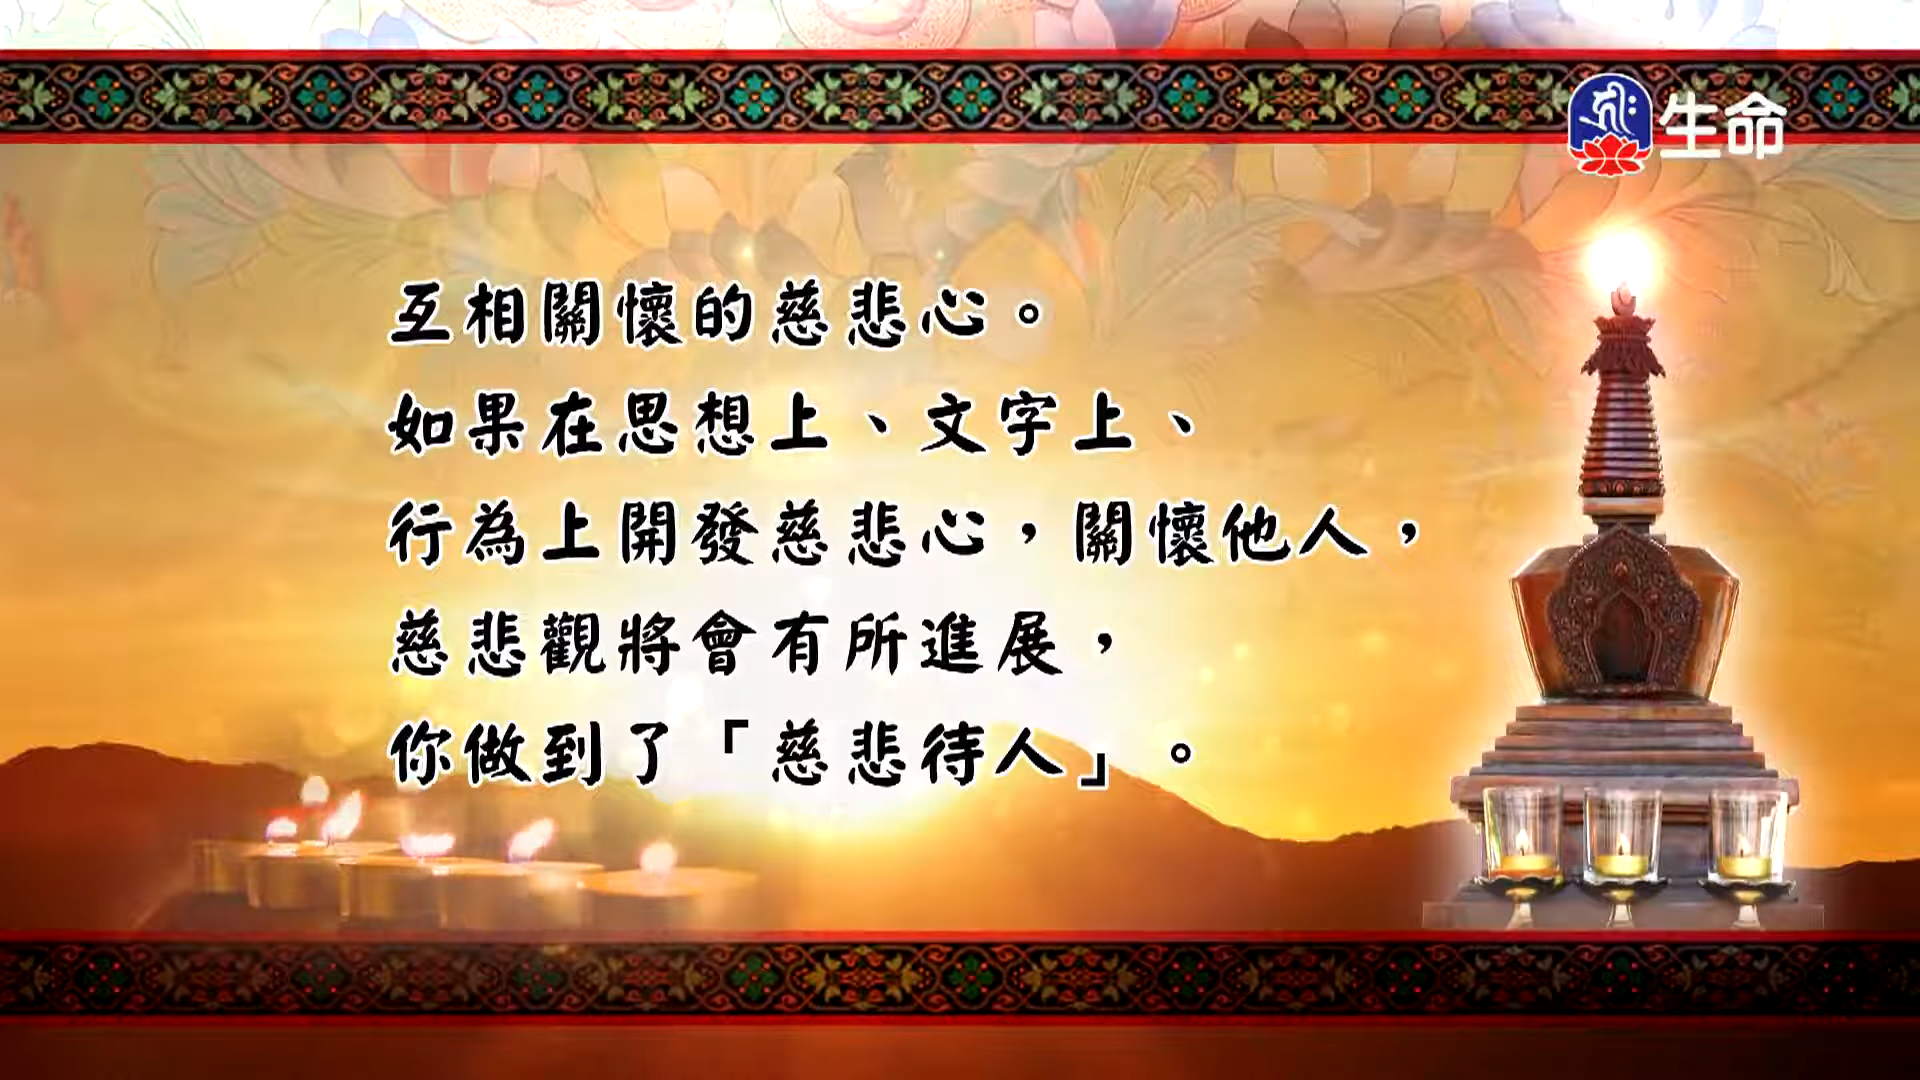 生命
互相關懷的慈悲心。
如果在思想上、文字上、
行為上開發慈悲心，關懷他人，
慈悲觀將會有所進展，
你做到了「慈悲待人」。